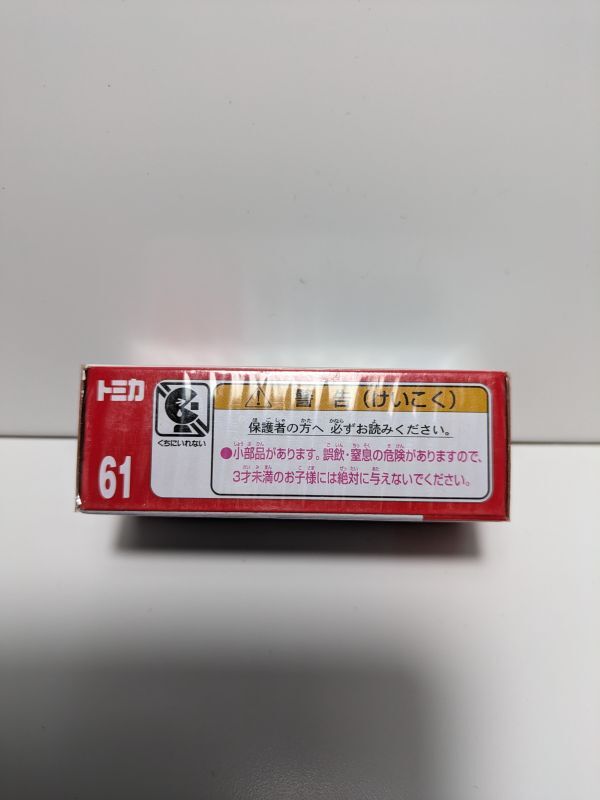 トミカ
61
くちにいれない
警告(けいこく)
保護者の方へ 必ずお読みください。
●小部品があります。誤飲・窒息の危険がありますので、
3才未満のお子様には絶対に与えないでください。